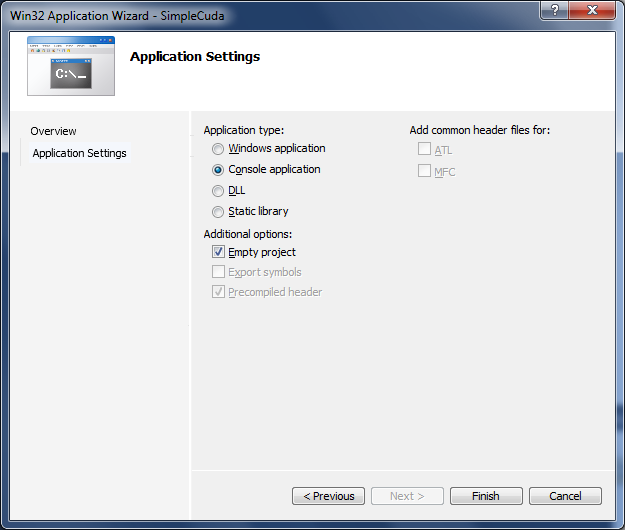 Win32 Application Wizard - SimpleCuda
?
C:\_
Application Settings
Overview
Application Settings
Application type:
Windows application
Console application
DLL
Static library
Additional options:
Empty project
Export symbols
Precompiled header
Add common header files for:
ATL
MFC
< Previous
Next >
Finish
Cancel